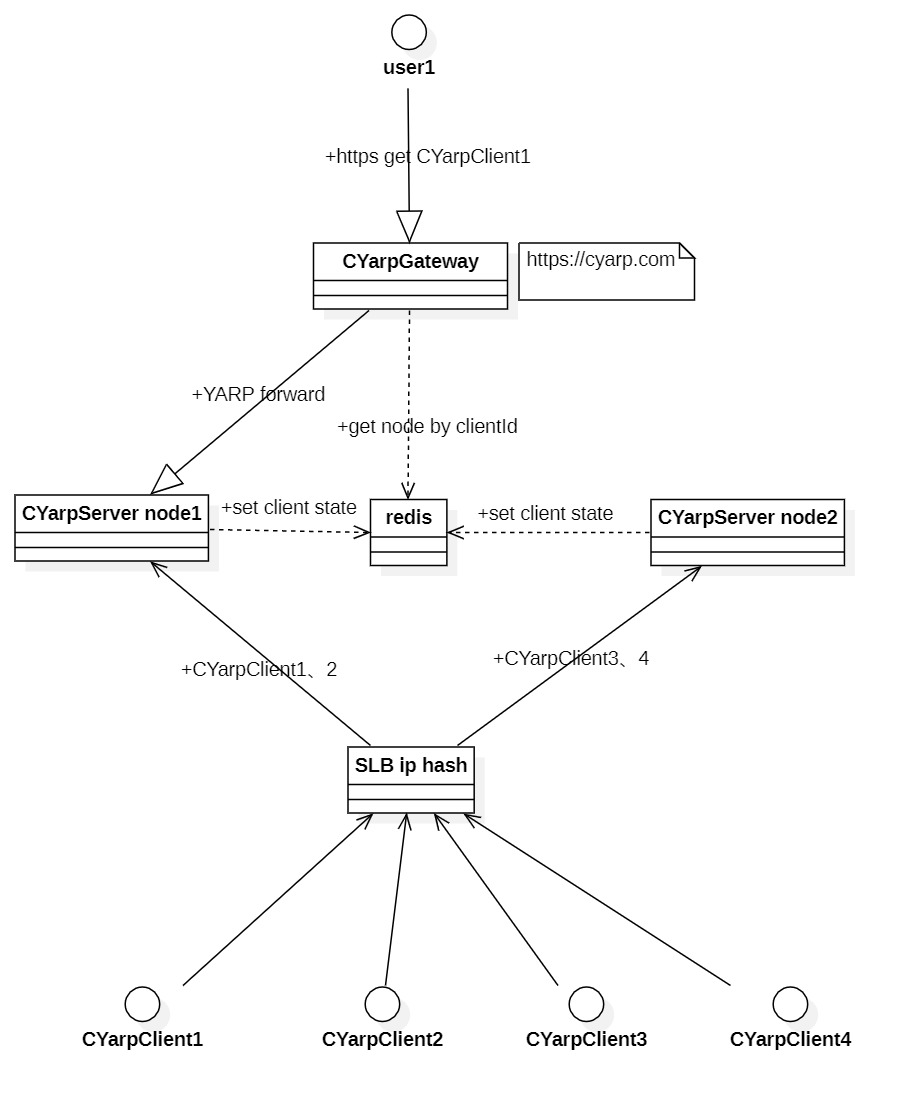 user1
+https get CYarpClient1
CYarpGateway
https://cyarp.com
+YARP forward
+get node by clientId
CYarpServer node1
+set client state
redis
+set client state
CYarpServer node2
+CYarpClient1、2
+CYarpClient3、4
SLB ip hash
CYarpClient1
CYarpClient2
CYarpClient3
CYarpClient4